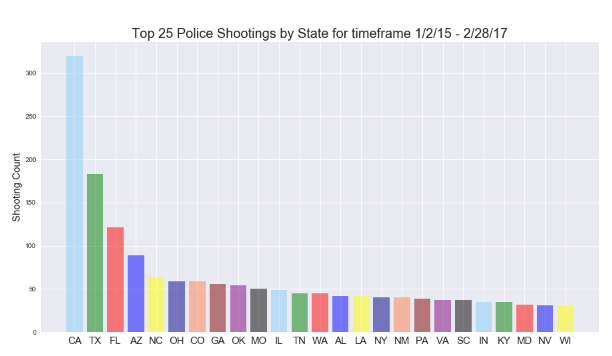 Top 25 Police Shootings by State for timeframe 1/2/15 - 2/28/17
Shooting Count
300
250
200
150
100
50
0
CA TX FL AZ NC OH CO GA OK MO IL TN WA AL LA NY NM PA VA SC IN KY MD NV WI